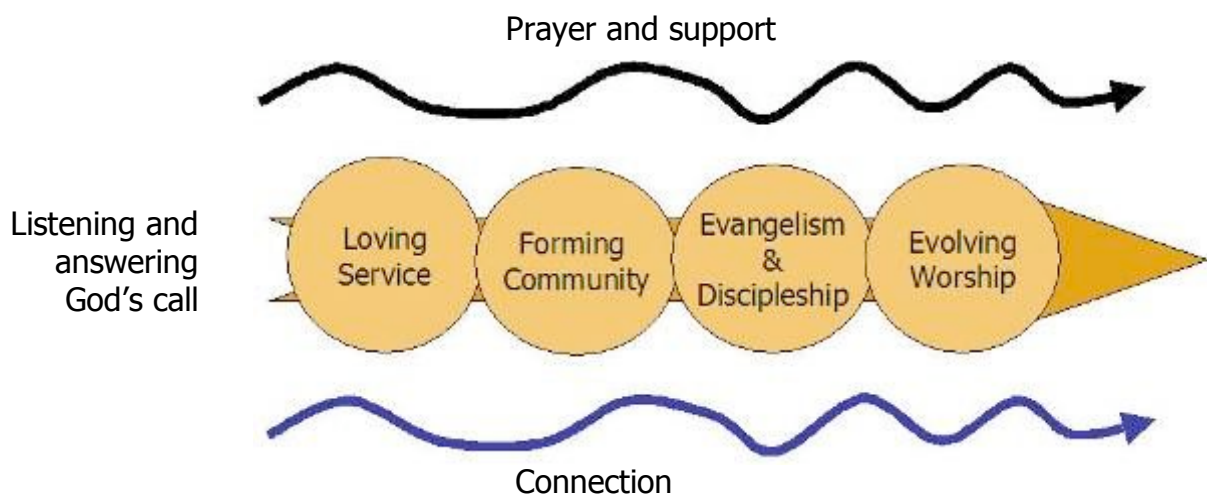 Prayer and support
Listening and
answering
God's call
Loving
Service
Forming
Community
Evangelism
&
Discipleship
Evolving
Worship
Connection